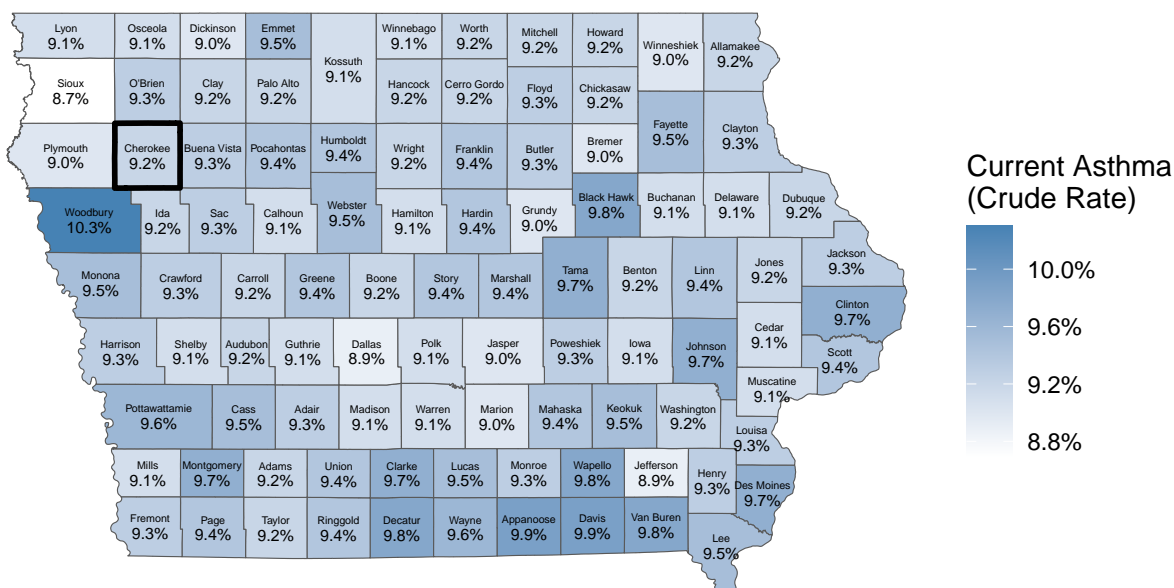 Lyon
9.1%
Osceola
9.1%
Dickinson
9.0%
Emmet
9.5%
Kossuth
9.1%
Winnebago
9.1%
Worth
9.2%
Mitchell
9.2%
Howard
9.2%
Winneshiek
9.0%
Allamakee
9.2%
Sioux
8.7%
O'Brien
9.3%
Clay
9.2%
Palo Alto
9.2%
Hancock
9.2%
Cerro Gordo
9.2%
Floyd
9.3%
Chickasaw
9.2%
Fayette
9.5%
Clayton
9.3%
Plymouth
9.0%
Cherokee
9.2%
Buena Vista
9.3%
Pocahontas
9.4%
Humboldt
9.4%
Wright
9.2%
Franklin
9.4%
Butler
9.3%
Bremer
9.0%
Woodbury
10.3%
Ida
9.2%
Sac
9.3%
Calhoun
9.1%
Webster
9.5%
Hamilton
9.1%
Hardin
9.4%
Grundy
9.0%
Black Hawk
9.8%
Buchanan
9.1%
Delaware
9.1%
Dubuque
9.2%
Monona
9.5%
Crawford
9.3%
Carroll
9.2%
Greene
9.4%
Boone
9.2%
Story
9.4%
Marshall
9.4%
Tama
9.7%
Benton
9.2%
Linn
9.4%
Jones
9.2%
Jackson
9.3%
Clinton
9.7%
Harrison
9.3%
Shelby
9.1%
Audubon
9.2%
Guthrie
9.1%
Dallas
8.9%
Polk
9.1%
Jasper
9.0%
Poweshiek
9.3%
Iowa
9.1%
Johnson
9.7%
Cedar
9.1%
Scott
9.4%
Muscatine
9.1%
Pottawattamie
9.6%
Cass
9.5%
Adair
9.3%
Madison
9.1%
Warren
9.1%
Marion
9.0%
Mahaska
9.4%
Keokuk
9.5%
Washington
9.2%
Louisa
9.3%
Mills
9.1%
Montgomery
9.7%
Adams
9.2%
Union
9.4%
Clarke
9.7%
Lucas
9.5%
Monroe
9.3%
Wapello
9.8%
Jefferson
8.9%
Henry
9.3%
Des Moines
9.7%
Fremont
9.3%
Page
9.4%
Taylor
9.2%
Ringgold
9.4%
Decatur
9.8%
Wayne
9.6%
Appanoose
9.9%
Davis
9.9%
Van Buren
9.8%
Lee
9.5%
Current Asthma
(Crude Rate)
10.0%
9.6%
9.2%
8.8%